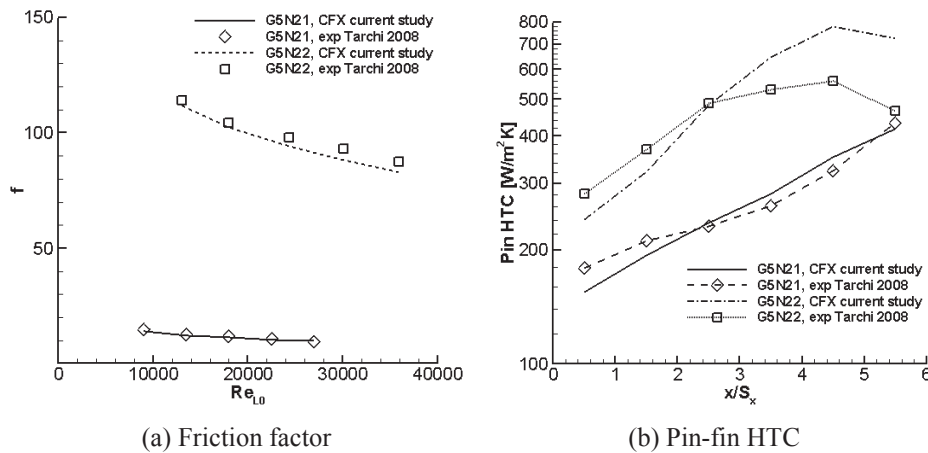 150
100
50
f
0
10000
20000
30000
40000
Re_L0
G5N21, CFX current study
G5N21, exp Tarchi 2008
G5N22, CFX current study
G5N22, exp Tarchi 2008
(a) Friction factor
800
700
600
500
400
300
200
100
Pin HTC [W/m²K]
0
1
2
3
4
5
6
x/S_x
G5N21, CFX current study
G5N21, exp Tarchi 2008
G5N22, CFX current study
G5N22, exp Tarchi 2008
(b) Pin-fin HTC